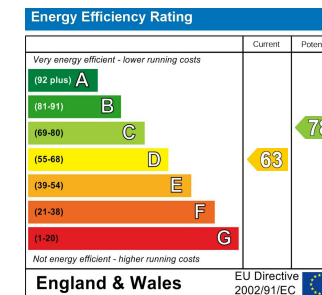 Energy Efficiency Rating
Current
Very energy efficient - lower running costs
(92 plus) A
(81-91) B
(69-80) C
(55-68) D
63
(39-54) E
(21-38) F
(1-20) G
Not energy efficient - higher running costs
England & Wales
EU Directive
2002/91/EC